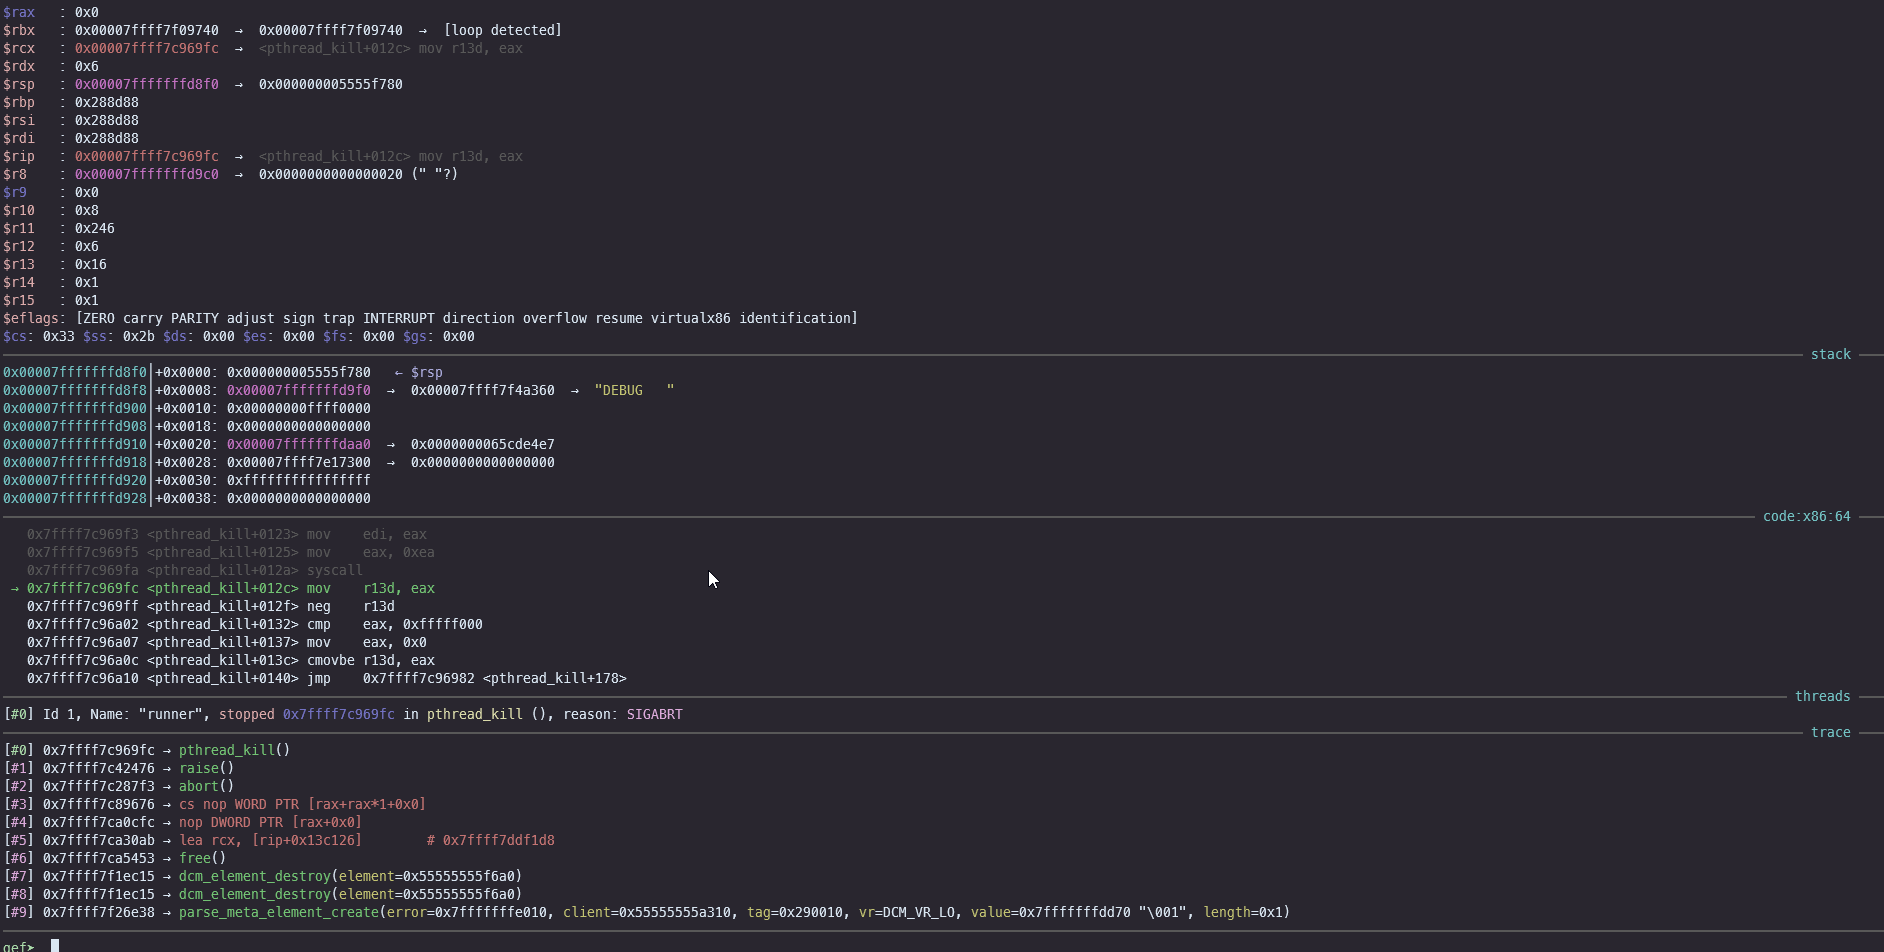 $rax   : 0x0
$rbx   : 0x00007ffff7f09740  →  0x00007ffff7f09740  →  [loop detected]
$rcx   : 0x00007ffff7c969fc  →  <pthread_kill+012c> mov r13d, eax
$rdx   : 0x6
$rsp   : 0x00007fffffffd8f0  →  0x000000005555f780
$rbp   : 0x288d88
$rsi   : 0x288d88
$rdi   : 0x288d88
$rip   : 0x00007ffff7c969fc  →  <pthread_kill+012c> mov r13d, eax
$r8    : 0x00007fffffffd9c0  →  0x0000000000000020 (" "?)
$r9    : 0x0
$r10   : 0x8
$r11   : 0x246
$r12   : 0x6
$r13   : 0x16
$r14   : 0x1
$r15   : 0x1
$eflags: [ZERO carry PARITY adjust sign trap INTERRUPT direction overflow resume virtualx86 identification]
$cs: 0x33 $ss: 0x2b $ds: 0x00 $es: 0x00 $fs: 0x00 $gs: 0x00
stack
0x00007fffffffd8f0│+0x0000: 0x000000005555f780   ← $rsp
0x00007fffffffd8f8│+0x0008: 0x00007fffffffd9f0  →  0x00007ffff7f4a360  →  "DEBUG   "
0x00007fffffffd900│+0x0010: 0x00000000ffff0000
0x00007fffffffd908│+0x0018: 0x0000000000000000
0x00007fffffffd910│+0x0020: 0x00007fffffffdaa0  →  0x0000000065cde4e7
0x00007fffffffd918│+0x0028: 0x00007ffff7e17300  →  0x0000000000000000
0x00007fffffffd920│+0x0030: 0xffffffffffffffff
0x00007fffffffd928│+0x0038: 0x0000000000000000
code:x86:64
0x7ffff7c969f3 <pthread_kill+0123> mov    edi, eax
0x7ffff7c969f5 <pthread_kill+0125> mov    eax, 0xea
0x7ffff7c969fa <pthread_kill+012a> syscall
→ 0x7ffff7c969fc <pthread_kill+012c> mov    r13d, eax
0x7ffff7c969ff <pthread_kill+012f> neg    r13d
0x7ffff7c96a02 <pthread_kill+0132> cmp    eax, 0xfffff000
0x7ffff7c96a07 <pthread_kill+0137> mov    eax, 0x0
0x7ffff7c96a0c <pthread_kill+013c> cmovbe r13d, eax
0x7ffff7c96a10 <pthread_kill+0140> jmp    0x7ffff7c96982 <pthread_kill+178>
threads
[#0] Id 1, Name: "runner", stopped 0x7ffff7c969fc in pthread_kill (), reason: SIGABRT
trace
[#0] 0x7ffff7c969fc → pthread_kill()
[#1] 0x7ffff7c42476 → raise()
[#2] 0x7ffff7c287f3 → abort()
[#3] 0x7ffff7c89676 → cs nop WORD PTR [rax+rax*1+0x0]
[#4] 0x7ffff7ca0cfc → nop DWORD PTR [rax+0x0]
[#5] 0x7ffff7ca30ab → lea rcx, [rip+0x13c126]        # 0x7ffff7ddf1d8
[#6] 0x7ffff7ca5453 → free()
[#7] 0x7ffff7f1ec15 → dcm_element_destroy(element=0x55555555f6a0)
[#8] 0x7ffff7f1ec15 → dcm_element_destroy(element=0x55555555f6a0)
[#9] 0x7ffff7f26e38 → parse_meta_element_create(error=0x7fffffffe010, client=0x55555555a310, tag=0x290010, vr=DCM_VR_LO, value=0x7fffffffdd70 "\001", length=0x1)
gef➤